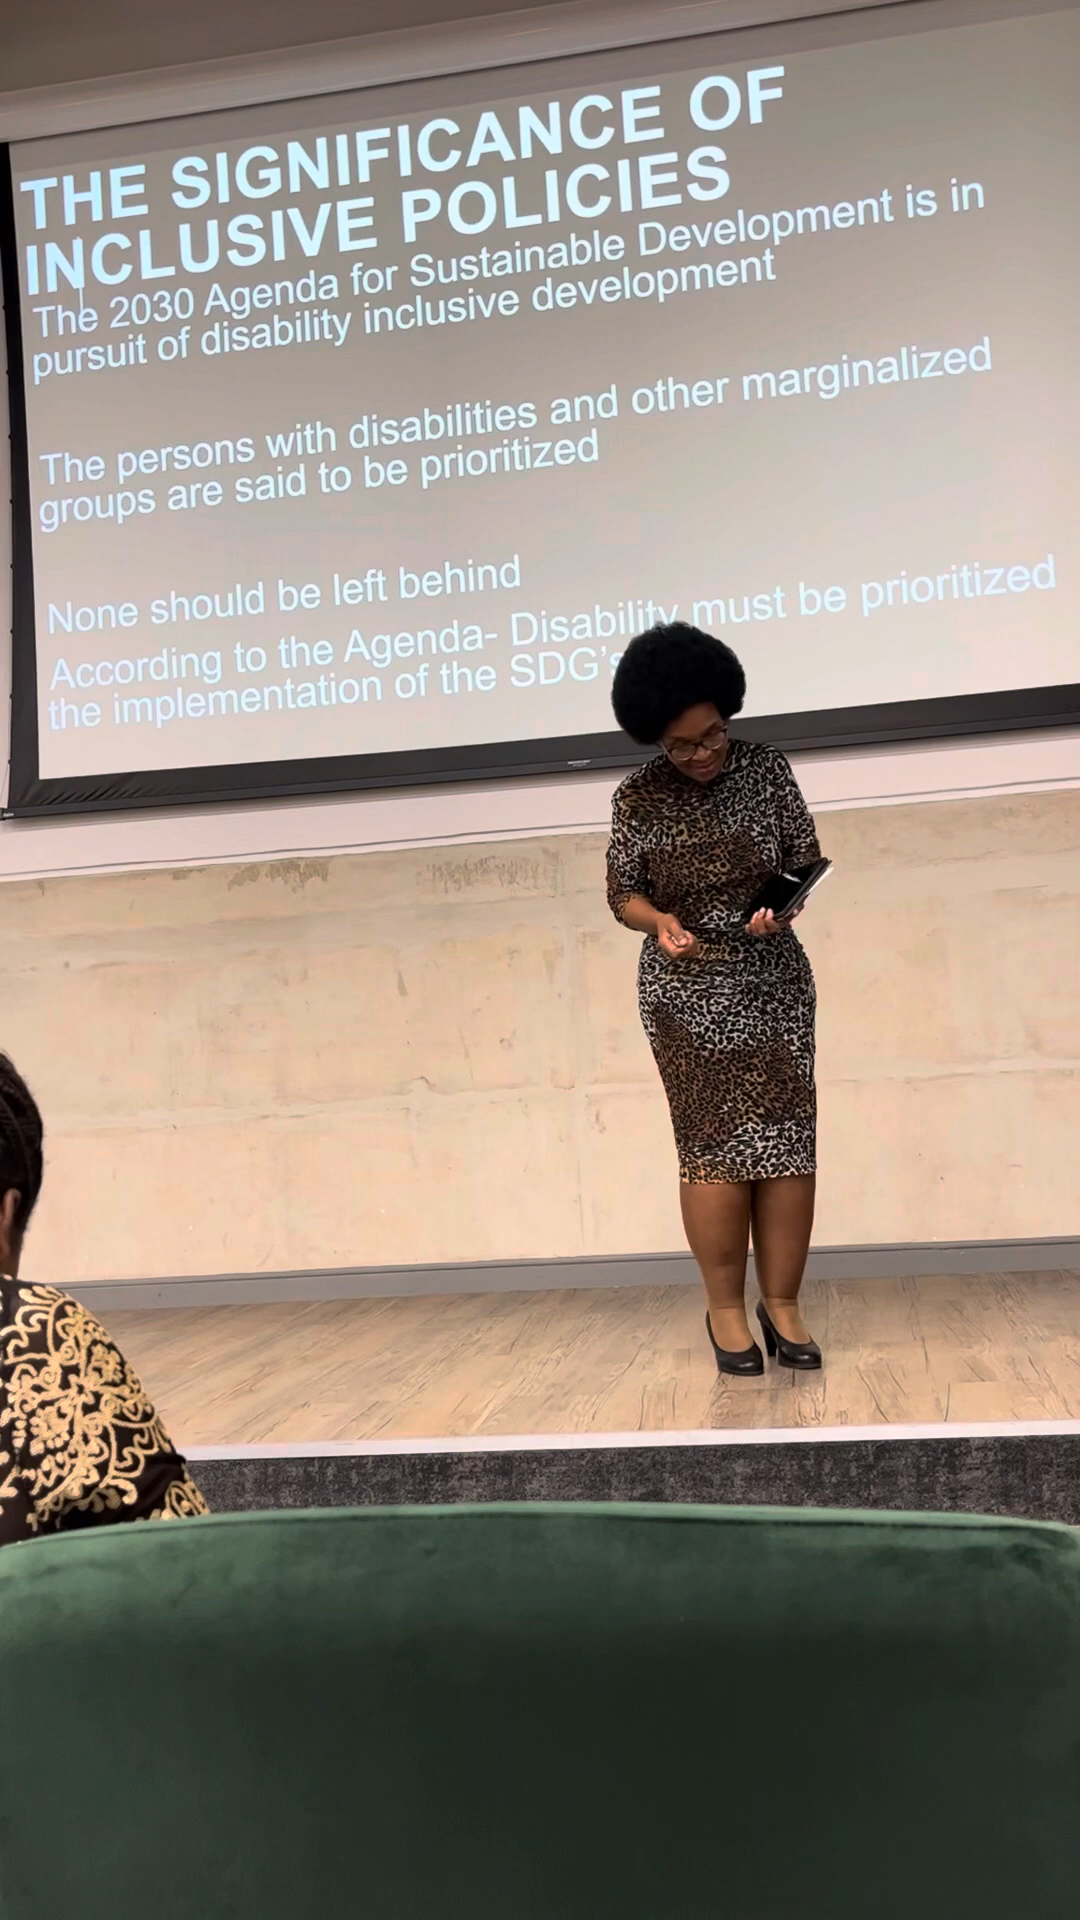 THE SIGNIFICANCE OF
INCLUSIVE POLICIES
The 2030 Agenda for Sustainable Development is in
pursuit of disability inclusive development
The persons with disabilities and other marginalized
groups are said to be prioritized
None should be left behind
According to the Agenda- Disability must be prioritized
the implementation of the SDG's